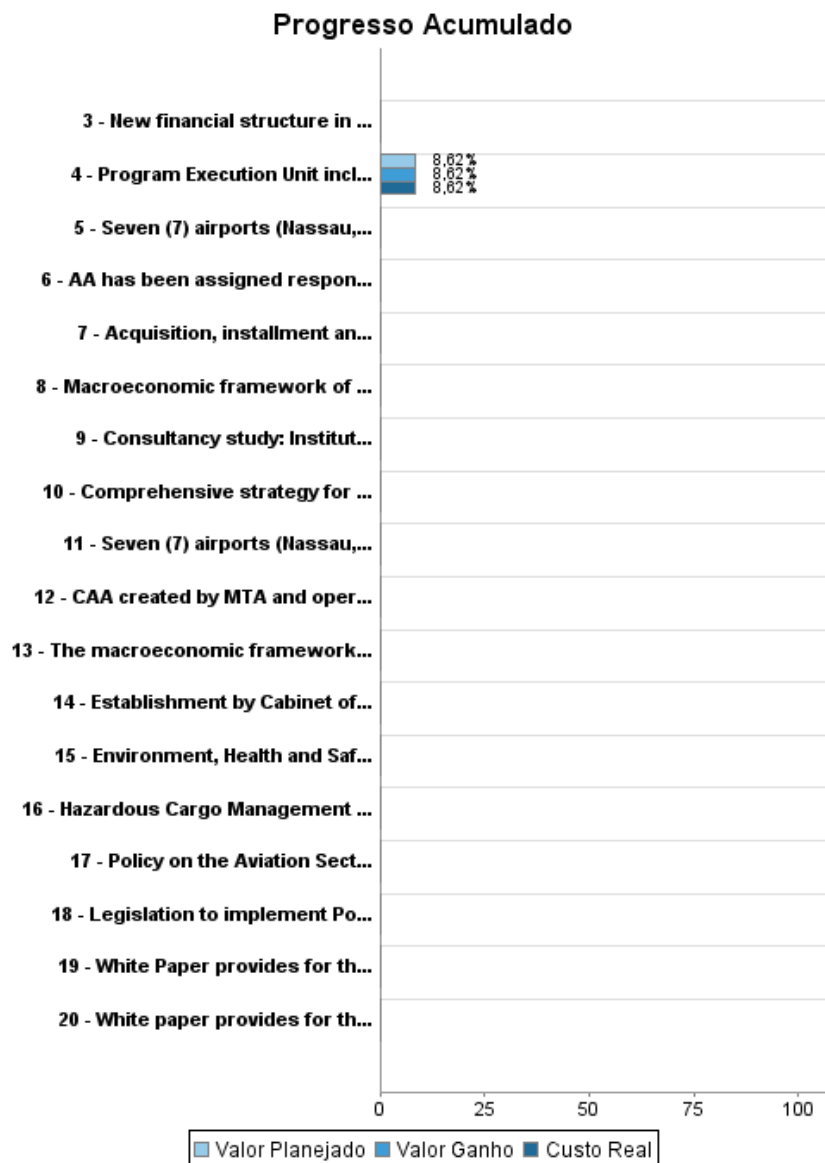 Progresso Acumulado
3 - New financial structure in ...
4 - Program Execution Unit incl...
8,62%
8,62%
8,62%
5 - Seven (7) airports (Nassau,...
6 - AA has been assigned respon...
7 - Acquisition, installment an...
8 - Macroeconomic framework of ...
9 - Consultancy study: Institut...
10 - Comprehensive strategy for ...
11 - Seven (7) airports (Nassau,...
12 - CAA created by MTA and oper...
13 - The macroeconomic framework...
14 - Establishment by Cabinet of...
15 - Environment, Health and Saf...
16 - Hazardous Cargo Management ...
17 - Policy on the Aviation Sect...
18 - Legislation to implement Po...
19 - White Paper provides for th...
20 - White paper provides for th...
0 25 50 75 100
Valor Planejado Valor Ganho Custo Real